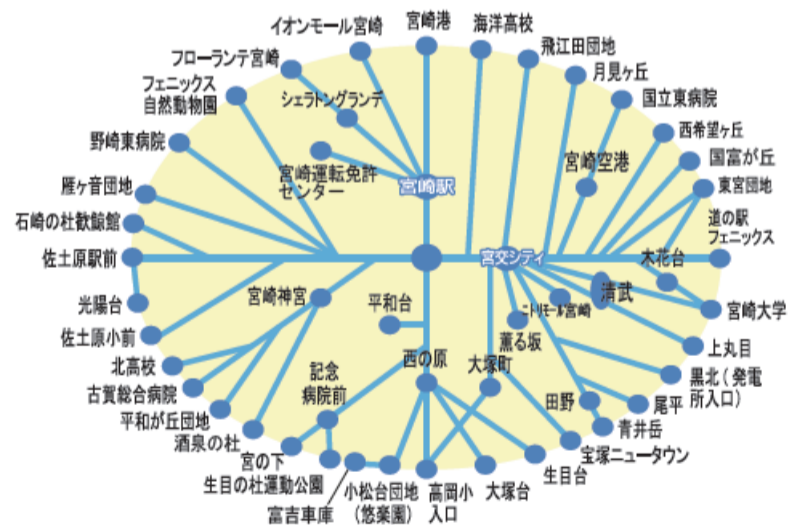 宮崎港
イオンモール宮崎
海洋高校
フローランテ宮崎
飛江田団地
フェニックス
自然動物園
シェラトングランデ
月見ヶ丘
国立東病院
野崎東病院
西希望ヶ丘
宮崎運転免許
センター
宮崎駅
宮崎空港
国富が丘
雁ヶ音団地
東宮団地
石崎の杜歓鯨館
道の駅
フェニックス
佐土原駅前
宮交シティ
木花台
光陽台
宮崎神宮
平和台
ニトリモール宮崎
清武
宮崎大学
佐土原小前
薫る坂
上丸目
北高校
記念
病院前
西の原
大塚町
黒北(発電
所入口)
古賀総合病院
田野
尾平
平和が丘団地
青井岳
酒泉の杜
宝塚ニュータウン
宮の下
生目台
生目の杜運動公園
小松台団地
(悠楽園)
高岡小
入口
大塚台
富吉車庫